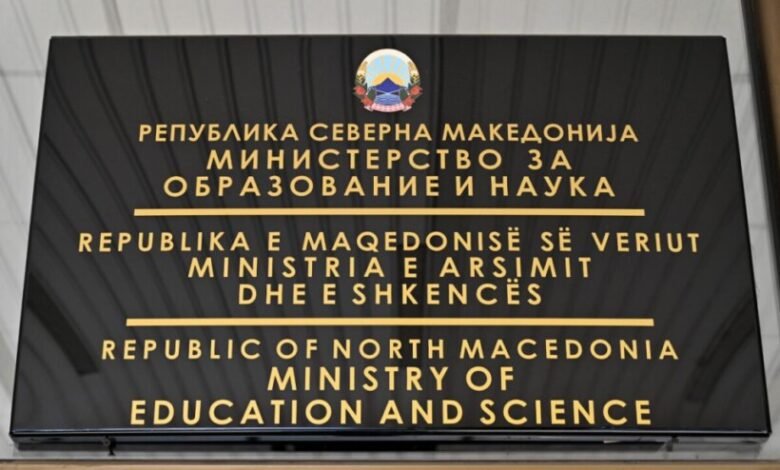 РЕПУБЛИКА СЕВЕРНА МАКЕДОНИЈА
МИНИСТЕРСТВО ЗА
ОБРАЗОВАНИЕ И НАУКА
REPUBLIKA E MAQEDONISË SË VERIUT
MINISTRIA E ARSIMIT
DHE E SHKENCËS
REPUBLIC OF NORTH MACEDONIA
MINISTRY OF
EDUCATION AND SCIENCE